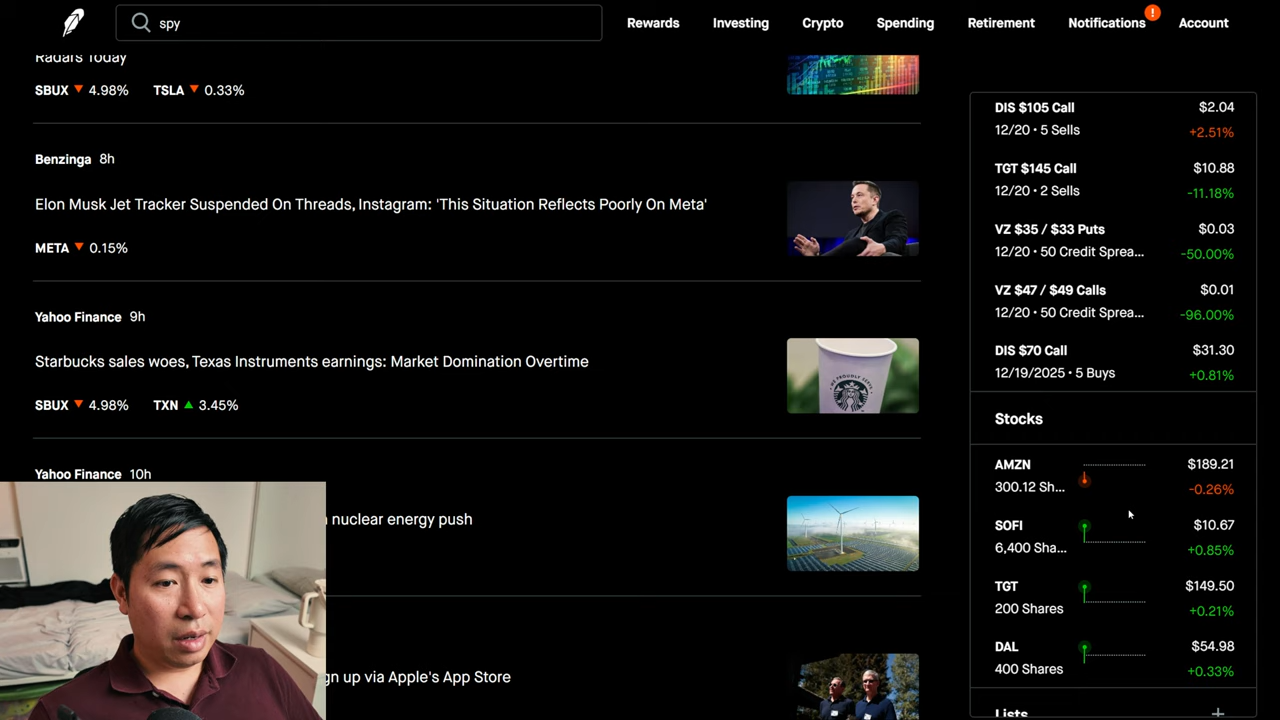 spy
Rewards
Investing
Crypto
Spending
Retirement
Notifications
!
Account
Radars Today
SBUX ▼ 4.98% TSLA ▼ 0.33%
Benzinga 8h
Elon Musk Jet Tracker Suspended On Threads, Instagram: 'This Situation Reflects Poorly On Meta'
META ▼ 0.15%
Yahoo Finance 9h
Starbucks sales woes, Texas Instruments earnings: Market Domination Overtime
SBUX ▼ 4.98% TXN ▲ 3.45%
Yahoo Finance 10h
nuclear energy push
gn up via Apple's App Store
DIS $105 Call $2.04
12/20 • 5 Sells +2.51%
TGT $145 Call $10.88
12/20 • 2 Sells -11.18%
VZ $35 / $33 Puts $0.03
12/20 • 50 Credit Sprea... -50.00%
VZ $47 / $49 Calls $0.01
12/20 • 50 Credit Sprea... -96.00%
DIS $70 Call $31.30
12/19/2025 • 5 Buys +0.81%
Stocks
AMZN $189.21
300.12 Sh... -0.26%
SOFI $10.67
6,400 Sha... +0.85%
TGT $149.50
200 Shares +0.21%
DAL $54.98
400 Shares +0.33%
Lists +